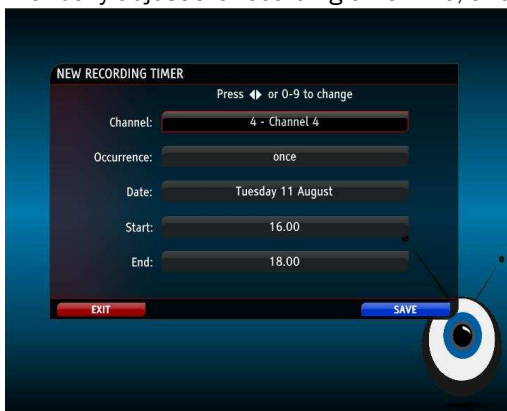 NEW RECORDING TIMER
Press ◀▶ or 0-9 to change
Channel: 4 - Channel 4
Occurrence: once
Date: Tuesday 11 August
Start: 16.00
End: 18.00
EXIT SAVE